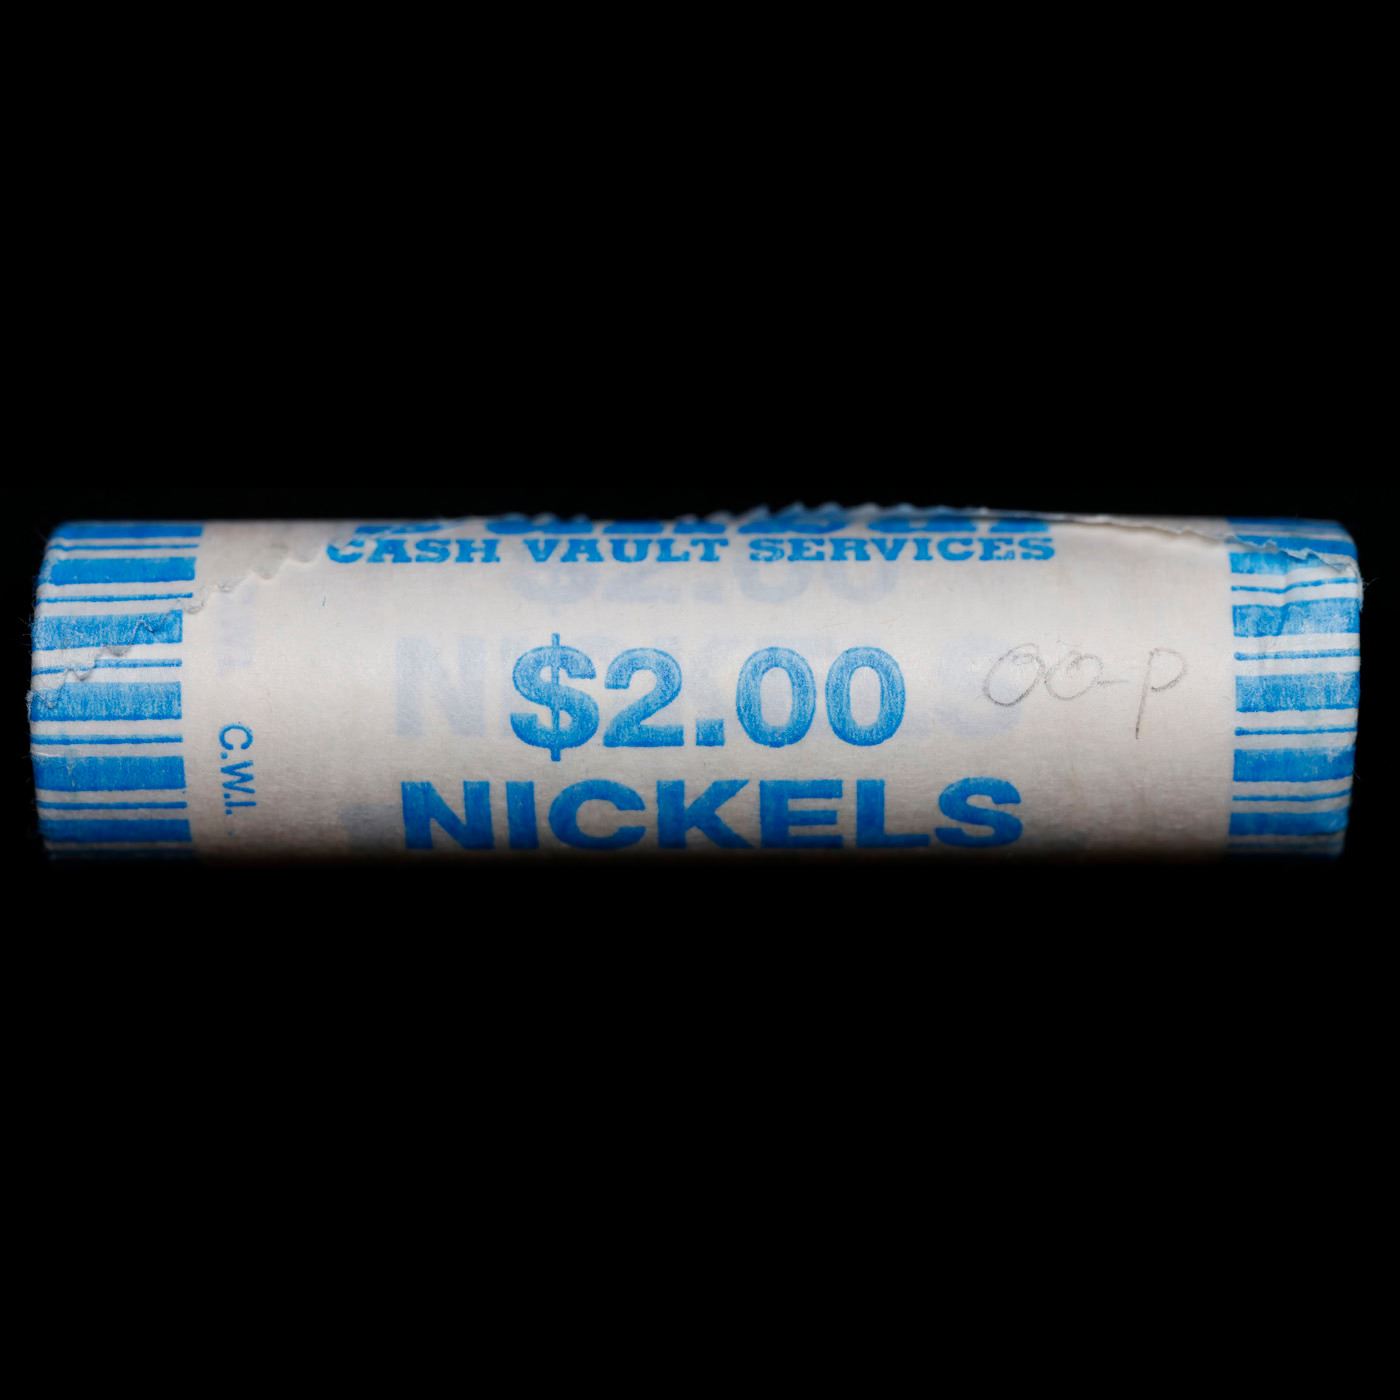 CASH VAULT SERVICES
$2.00
00-P
NICKELS
C.W.I.